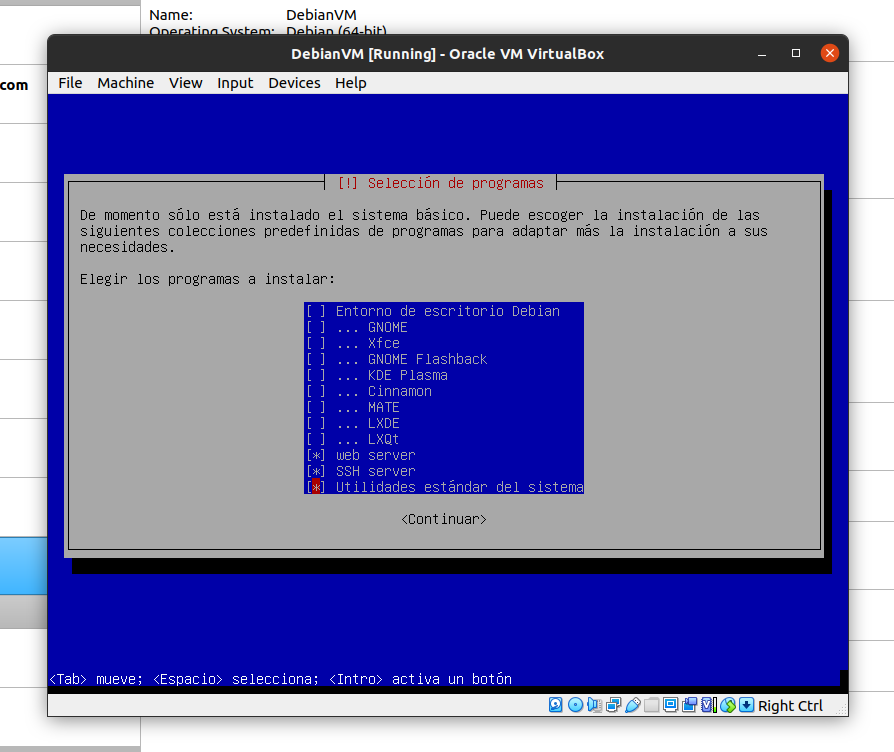 Name: DebianVM
Operating System: Debian (64-bit)
DebianVM [Running] - Oracle VM VirtualBox
File Machine View Input Devices Help
com
[!] Selección de programas
De momento sólo está instalado el sistema básico. Puede escoger la instalación de las
siguientes colecciones predefinidas de programas para adaptar más la instalación a sus
necesidades.
Elegir los programas a instalar:
[ ] Entorno de escritorio Debian
[ ] ... GNOME
[ ] ... Xfce
[ ] ... GNOME Flashback
[ ] ... KDE Plasma
[ ] ... Cinnamon
[ ] ... MATE
[ ] ... LXDE
[ ] ... LXQt
[*] web server
[*] SSH server
[*] Utilidades estándar del sistema
<Continuar>
<Tab> mueve; <Espacio> selecciona; <Intro> activa un botón
Right Ctrl